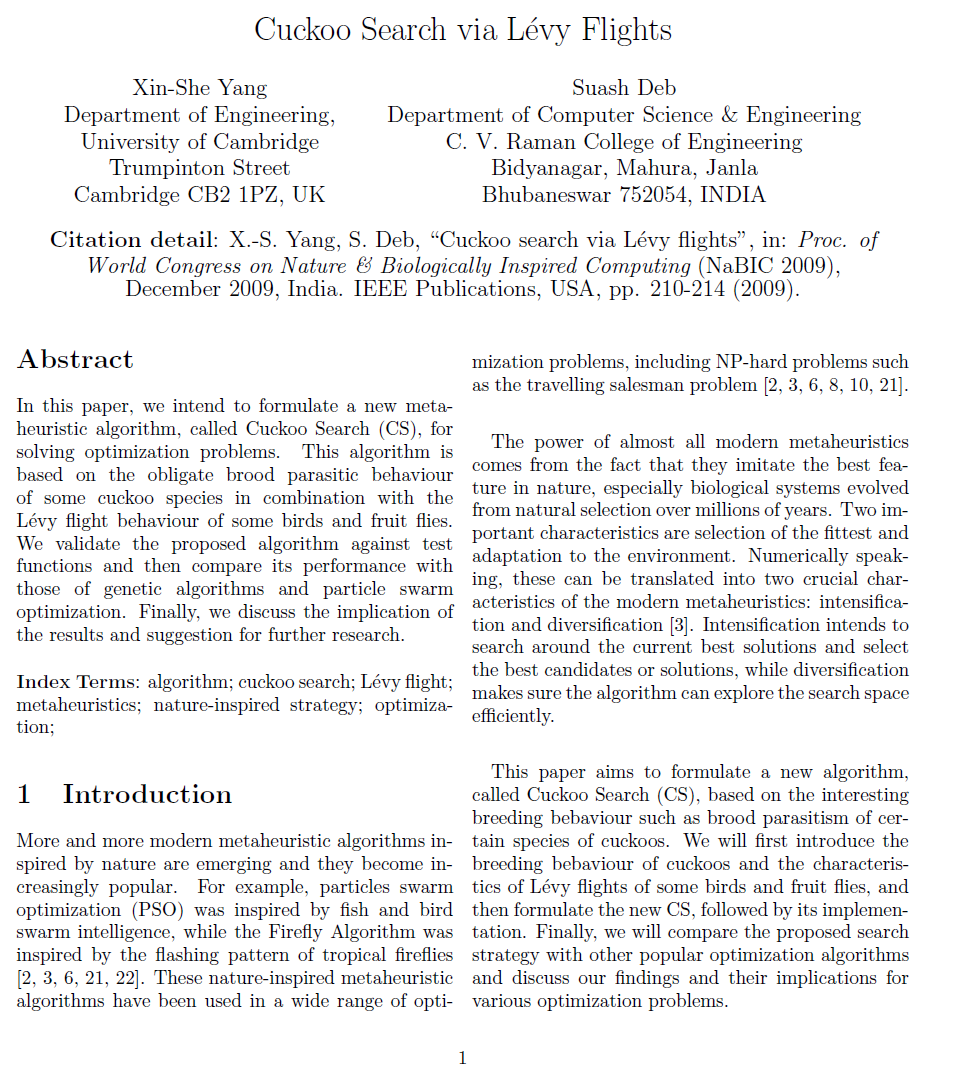 Cuckoo Search via Lévy Flights
Xin-She Yang
Department of Engineering,
University of Cambridge
Trumpinton Street
Cambridge CB2 1PZ, UK
Suash Deb
Department of Computer Science & Engineering
C. V. Raman College of Engineering
Bidyanagar, Mahura, Janla
Bhubaneswar 752054, INDIA
Citation detail: X.-S. Yang, S. Deb, “Cuckoo search via Lévy flights”, in: Proc. of
World Congress on Nature & Biologically Inspired Computing (NaBIC 2009),
December 2009, India. IEEE Publications, USA, pp. 210-214 (2009).
Abstract
In this paper, we intend to formulate a new meta-
heuristic algorithm, called Cuckoo Search (CS), for
solving optimization problems. This algorithm is
based on the obligate brood parasitic behaviour
of some cuckoo species in combination with the
Lévy flight behaviour of some birds and fruit flies.
We validate the proposed algorithm against test
functions and then compare its performance with
those of genetic algorithms and particle swarm
optimization. Finally, we discuss the implication of
the results and suggestion for further research.
Index Terms: algorithm; cuckoo search; Lévy flight;
metaheuristics; nature-inspired strategy; optimiza-
tion;
1 Introduction
More and more modern metaheuristic algorithms in-
spired by nature are emerging and they become in-
creasingly popular. For example, particles swarm
optimization (PSO) was inspired by fish and bird
swarm intelligence, while the Firefly Algorithm was
inspired by the flashing pattern of tropical fireflies
[2, 3, 6, 21, 22]. These nature-inspired metaheuristic
algorithms have been used in a wide range of opti-
mization problems, including NP-hard problems such
as the travelling salesman problem [2, 3, 6, 8, 10, 21].
The power of almost all modern metaheuristics
comes from the fact that they imitate the best fea-
ture in nature, especially biological systems evolved
from natural selection over millions of years. Two im-
portant characteristics are selection of the fittest and
adaptation to the environment. Numerically speak-
ing, these can be translated into two crucial char-
acteristics of the modern metaheuristics: intensifica-
tion and diversification [3]. Intensification intends to
search around the current best solutions and select
the best candidates or solutions, while diversification
makes sure the algorithm can explore the search space
efficiently.
This paper aims to formulate a new algorithm,
called Cuckoo Search (CS), based on the interesting
breeding bebaviour such as brood parasitism of cer-
tain species of cuckoos. We will first introduce the
breeding bebaviour of cuckoos and the characteris-
tics of Lévy flights of some birds and fruit flies, and
then formulate the new CS, followed by its implemen-
tation. Finally, we will compare the proposed search
strategy with other popular optimization algorithms
and discuss our findings and their implications for
various optimization problems.
1